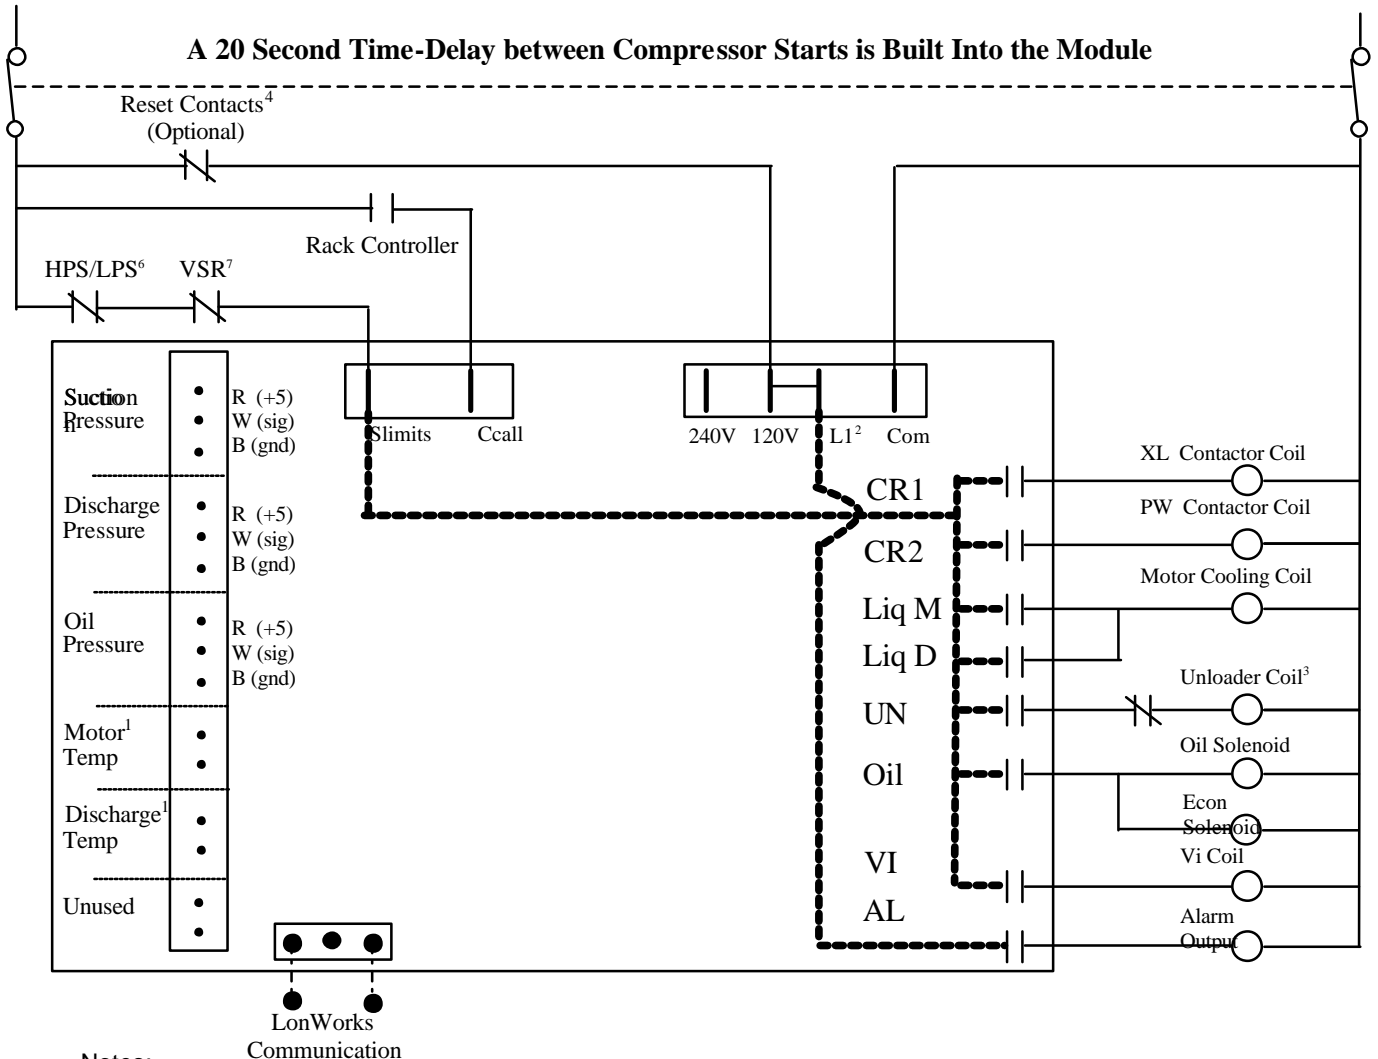 A 20 Second Time-Delay between Compressor Starts is Built Into the Module
Reset Contacts4
(Optional)
Rack Controller
HPS/LPS6
VSR7
Suction
Pressure
R (+5)
W (sig)
B (gnd)
Slimits
Ccall
240V
120V
L1²
Com
Discharge
Pressure
R (+5)
W (sig)
B (gnd)
Oil
Pressure
R (+5)
W (sig)
B (gnd)
Motor1
Temp
Discharge1
Temp
Unused
CR1
CR2
Liq M
Liq D
UN
Oil
VI
AL
XL Contactor Coil
PW Contactor Coil
Motor Cooling Coil
Unloader Coil³
Oil Solenoid
Econ
Solenoid
Vi Coil
Alarm
Output
LonWorks
Communication